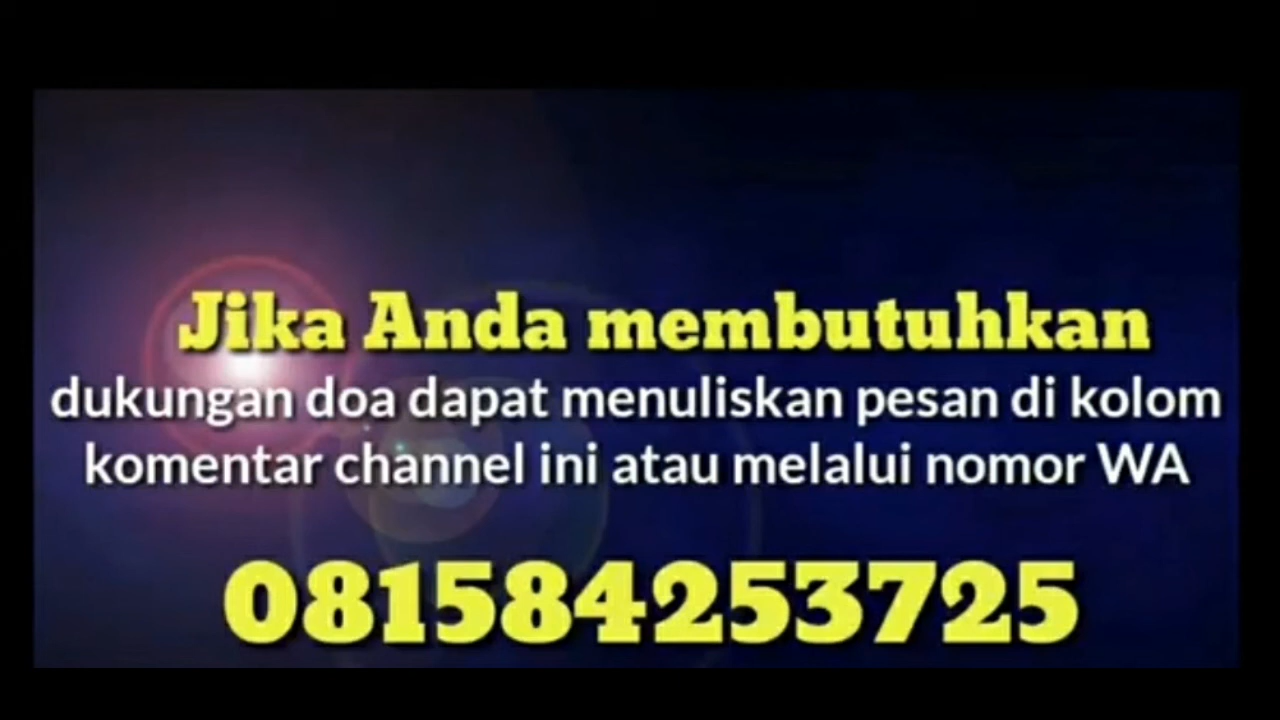 Jika Anda membutuhkan
dukungan doa dapat menuliskan pesan di kolom
komentar channel ini atau melalui nomor WA
081584253725